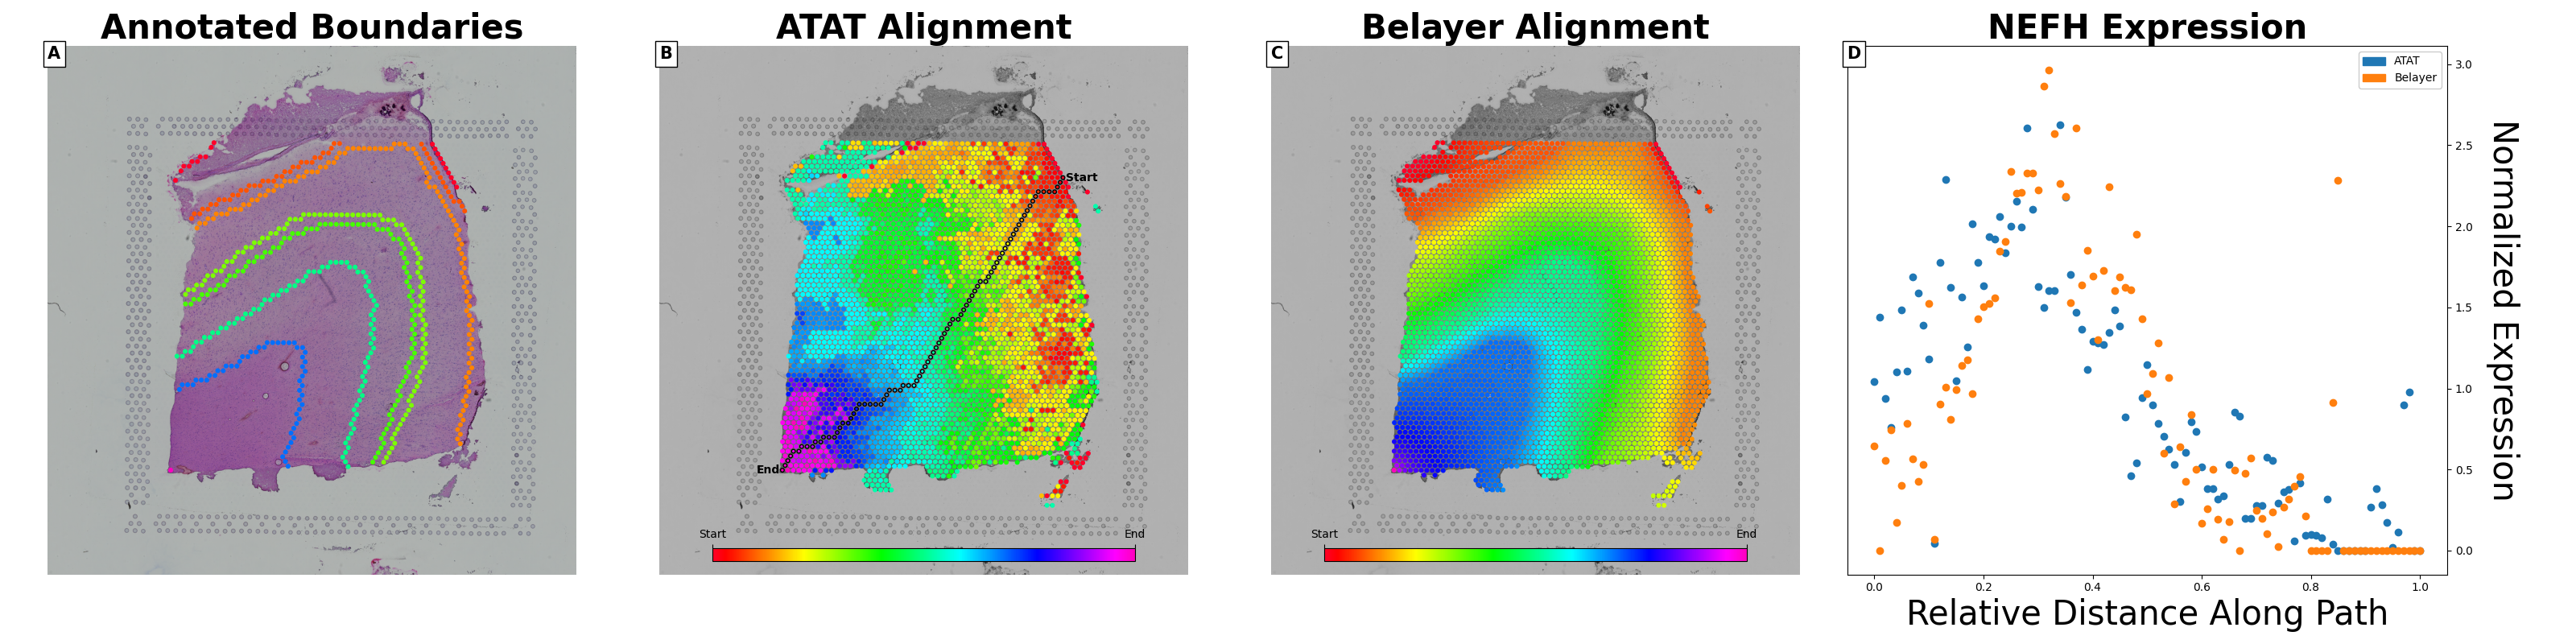 Annotated Boundaries
A
ATAT Alignment
B
Start
End
Start
End
Belayer Alignment
C
Start
End
NEFH Expression
D
ATAT
Belayer
3.0
2.5
2.0
1.5
1.0
0.5
0.0
Normalized Expression
0.0 0.2 0.4 0.6 0.8 1.0
Relative Distance Along Path